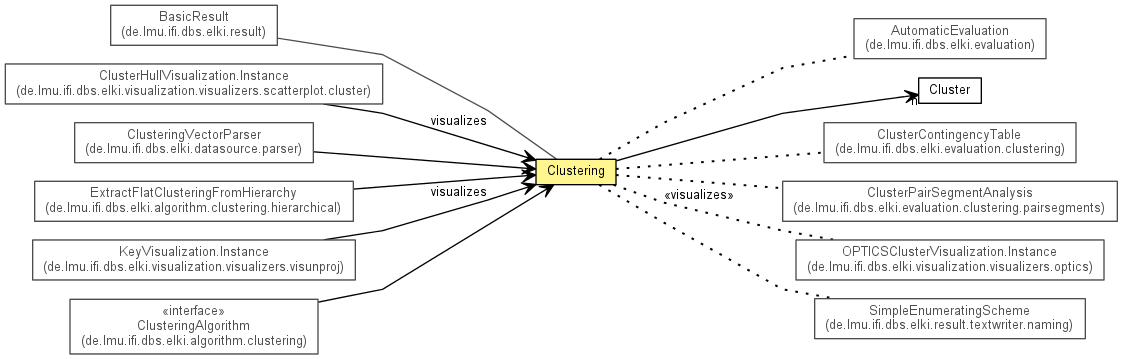 BasicResult
(de.lmu.ifi.dbs.elki.result)
ClusterHullVisualization.Instance
(de.lmu.ifi.dbs.elki.visualization.visualizers.scatterplot.cluster)
visualizes
ClusteringVectorParser
(de.lmu.ifi.dbs.elki.datasource.parser)
ExtractFlatClusteringFromHierarchy
(de.lmu.ifi.dbs.elki.algorithm.clustering.hierarchical)
visualizes
KeyVisualization.Instance
(de.lmu.ifi.dbs.elki.visualization.visualizers.visunproj)
«interface»
ClusteringAlgorithm
(de.lmu.ifi.dbs.elki.algorithm.clustering)
Clustering
AutomaticEvaluation
(de.lmu.ifi.dbs.elki.evaluation)
Cluster
n
ClusterContingencyTable
(de.lmu.ifi.dbs.elki.evaluation.clustering)
«visualizes»
ClusterPairSegmentAnalysis
(de.lmu.ifi.dbs.elki.evaluation.clustering.pairsegments)
OPTICSClusterVisualization.Instance
(de.lmu.ifi.dbs.elki.visualization.visualizers.optics)
SimpleEnumeratingScheme
(de.lmu.ifi.dbs.elki.result.textwriter.naming)